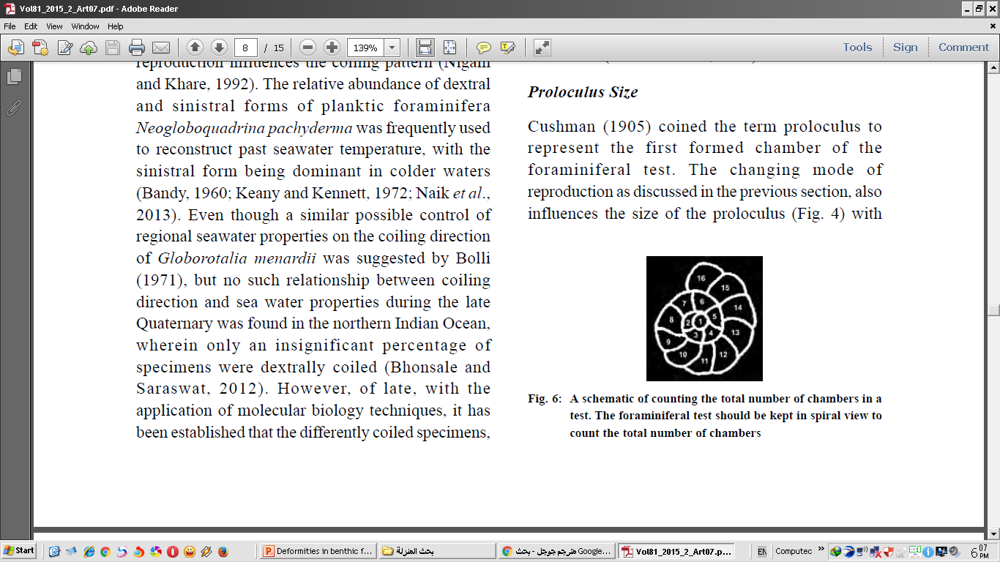 Vol81_2015_2_Art07.pdf - Adobe Reader
File Edit View Window Help
8 / 15 139% Tools Sign Comment
reproduction influences the coiling pattern (Nigam
and Khare, 1992). The relative abundance of dextral
and sinistral forms of planktic foraminifera
Neogloboquadrina pachyderma was frequently used
to reconstruct past seawater temperature, with the
sinistral form being dominant in colder waters
(Bandy, 1960; Keany and Kennett, 1972; Naik et al.,
2013). Even though a similar possible control of
regional seawater properties on the coiling direction
of Globorotalia menardii was suggested by Bolli
(1971), but no such relationship between coiling
direction and sea water properties during the late
Quaternary was found in the northern Indian Ocean,
wherein only an insignificant percentage of
specimens were dextrally coiled (Bhonsale and
Saraswat, 2012). However, of late, with the
application of molecular biology techniques, it has
been established that the differently coiled specimens,
Proloculus Size
Cushman (1905) coined the term proloculus to
represent the first formed chamber of the
foraminiferal test. The changing mode of
reproduction as discussed in the previous section, also
influences the size of the proloculus (Fig. 4) with
16
15
7 6 14
8 2 1 5
3 4 13
9
10 11 12
Fig. 6: A schematic of counting the total number of chambers in a
test. The foraminiferal test should be kept in spiral view to
count the total number of chambers
Start Deformities in benthic f... بحث المنزلة مترجم جوجل - بحث Google... Vol81_2015_2_Art07.p... EN Computec 6 07 PM